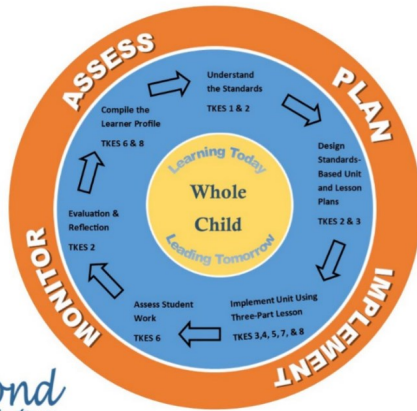 ASSESS
PLAN
IMPLEMENT
MONITOR
Understand
the Standards
TKES 1 & 2
Design
Standards-
Based Unit
and Lesson
Plans
TKES 2 & 3
Implement Unit Using
Three-Part Lesson
TKES 3,4, 5, 7, & 8
Assess Student
Work
TKES 6
Evaluation &
Reflection
TKES 2
Compile the
Learner Profile
TKES 6 & 8
Learning Today
Whole
Child
Leading Tomorrow
ond